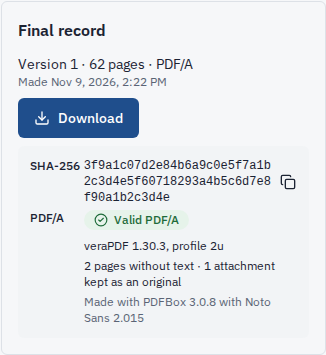 Final record
Version 1 · 62 pages · PDF/A
Made Nov 9, 2026, 2:22 PM
Download
SHA-256 3f9a1c07d2e84b6a9c0e5f7a1b
2c3d4e5f60718293a4b5c6d7e8
f90a1b2c3d4e
PDF/A Valid PDF/A
veraPDF 1.30.3, profile 2u
2 pages without text · 1 attachment
kept as an original
Made with PDFBox 3.0.8 with Noto
Sans 2.015